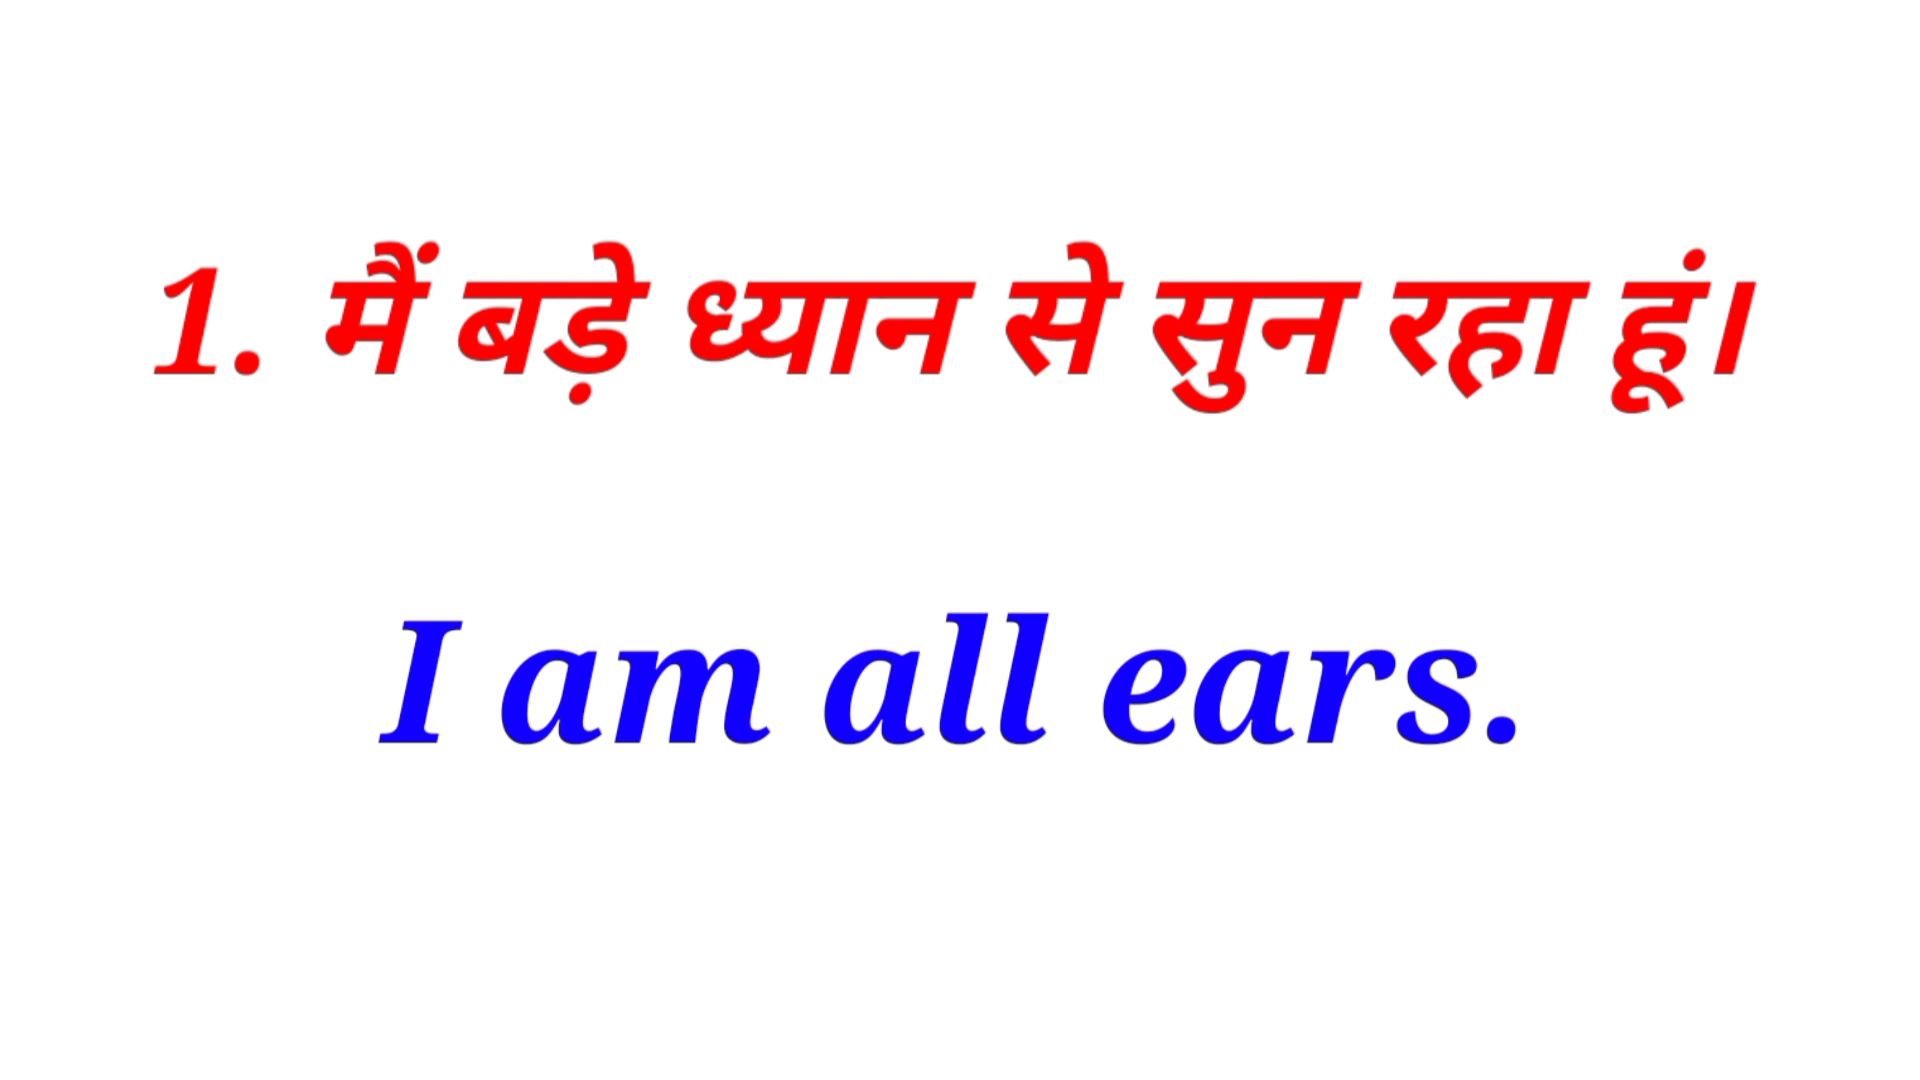 1. मैं बड़े ध्यान से सुन रहा हूं।
I am all ears.